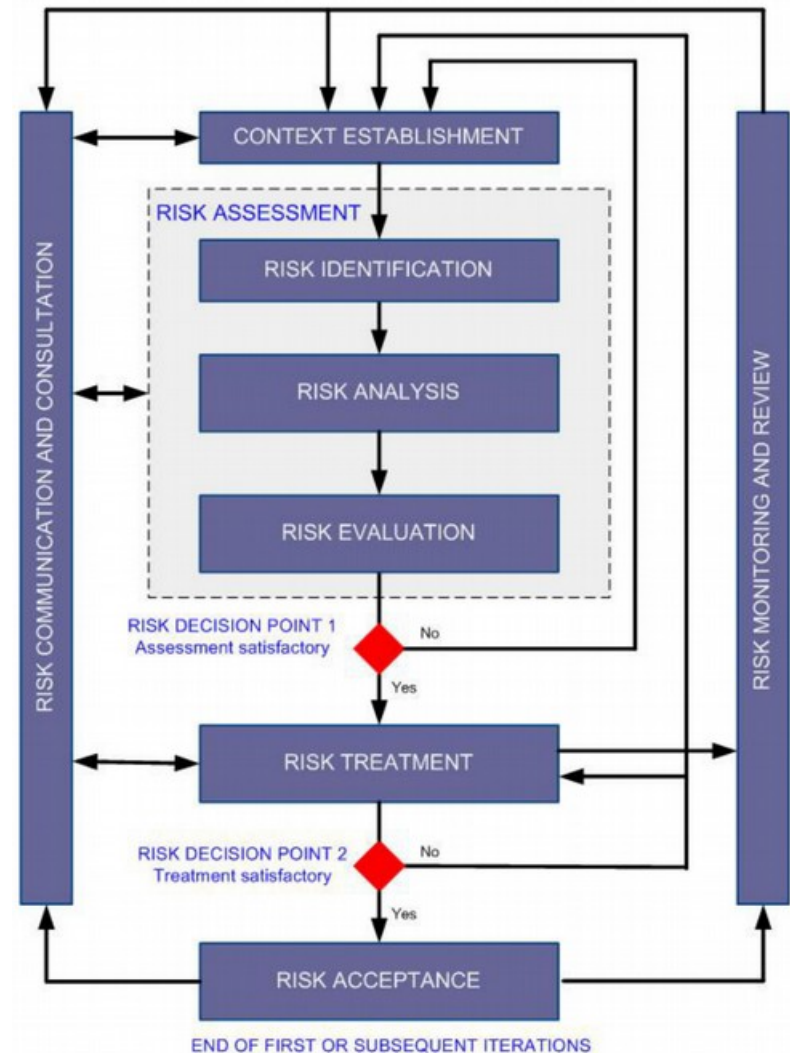 CONTEXT ESTABLISHMENT
RISK ASSESSMENT
RISK IDENTIFICATION
RISK ANALYSIS
RISK EVALUATION
RISK COMMUNICATION AND CONSULTATION
RISK MONITORING AND REVIEW
RISK DECISION POINT 1
Assessment satisfactory
No
Yes
RISK TREATMENT
RISK DECISION POINT 2
Treatment satisfactory
No
Yes
RISK ACCEPTANCE
END OF FIRST OR SUBSEQUENT ITERATIONS